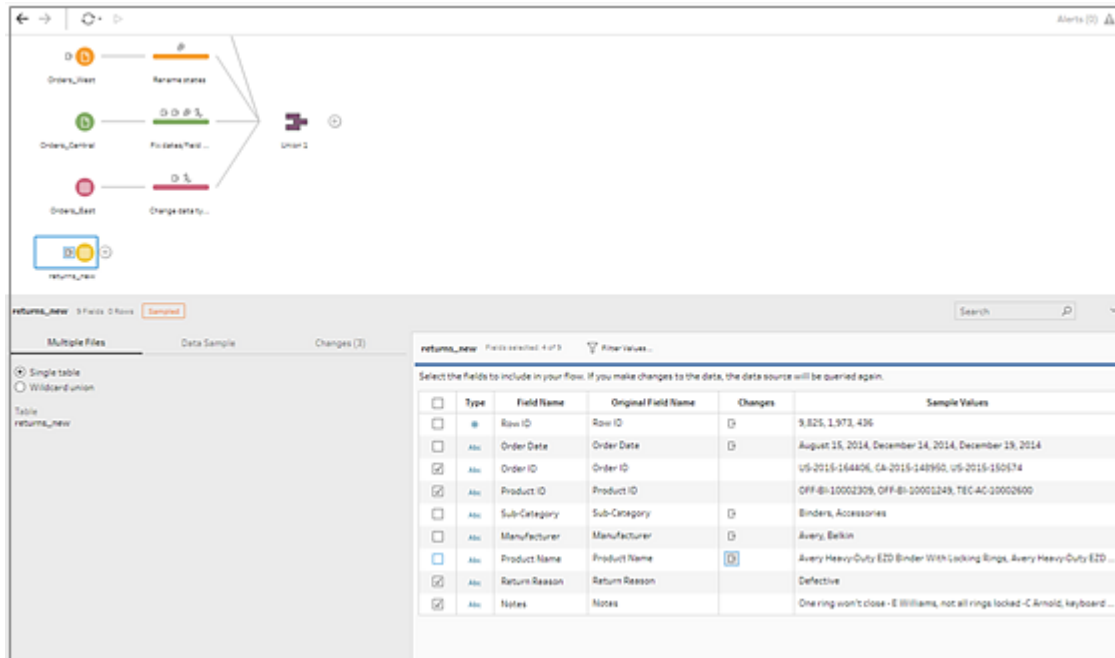 Alerts (0)
Orders_West
Rename states
Orders_Central
Fix dates/Field ...
Union 1
Orders_East
Change data ty...
returns_new
returns_new 9 Fields 0 Rows Sampled
Search
Multiple Files Data Sample Changes (3)
returns_new Fields selected: 4 of 9 Filter Values...
Single table
Wildcard union
Table
returns_new
Select the fields to include in your flow. If you make changes to the data, the data source will be queried again.
Type Field Name Original Field Name Changes Sample Values
Row ID Row ID 9,825, 1,973, 436
Abc Order Date Order Date August 15, 2014, December 14, 2014, December 19, 2014
Abc Order ID Order ID US-2015-164406, CA-2015-148950, US-2015-150574
Abc Product ID Product ID OFF-BI-10002309, OFF-BI-10001249, TEC-AC-10002600
Abc Sub-Category Sub-Category Binders, Accessories
Abc Manufacturer Manufacturer Avery, Belkin
Abc Product Name Product Name Avery Heavy-Duty EZD Binder With Locking Rings, Avery Heavy-Duty EZD ...
Abc Return Reason Return Reason Defective
Abc Notes Notes One ring won't close - E Williams, not all rings locked -C Arnold, keyboard ...